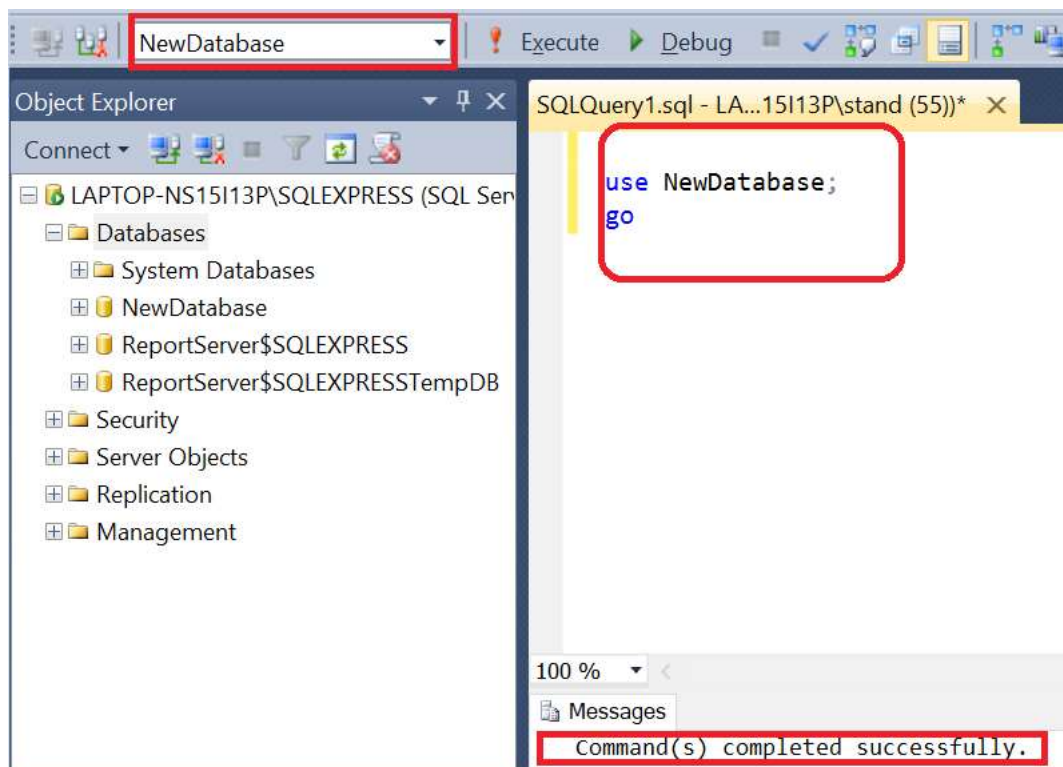 NewDatabase
Execute
Debug
Object Explorer
Connect
LAPTOP-NS15I13P\SQLEXPRESS (SQL Ser
Databases
System Databases
NewDatabase
ReportServer$SQLEXPRESS
ReportServer$SQLEXPRESSTempDB
Security
Server Objects
Replication
Management
SQLQuery1.sql - LA...15I13P\stand (55))*
use NewDatabase;
go
100 %
Messages
Command(s) completed successfully.